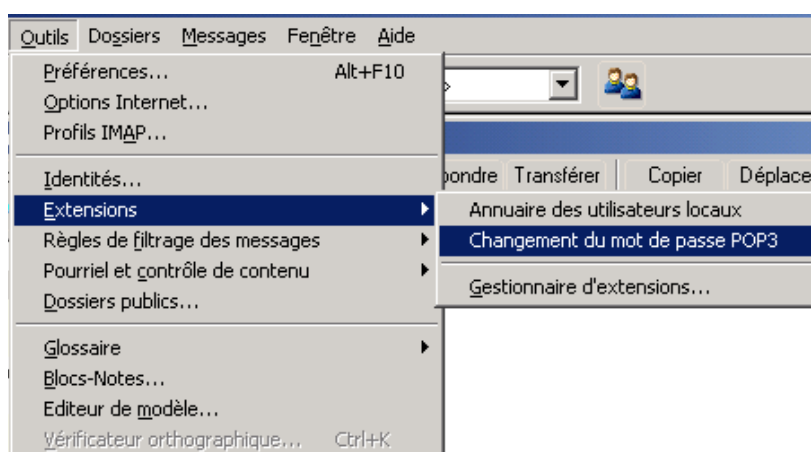 Outils Dossiers Messages Fenêtre Aide
Préférences... Alt+F10
Options Internet...
Profils IMAP...
pondre Transférer Copier Déplace
Identités...
Extensions
Annuaire des utilisateurs locaux
Règles de filtrage des messages
Changement du mot de passe POP3
Pourriel et contrôle de contenu
Gestionnaire d'extensions...
Dossiers publics...
Glossaire
Blocs-Notes...
Editeur de modèle...
Vérificateur orthographique... Ctrl+K